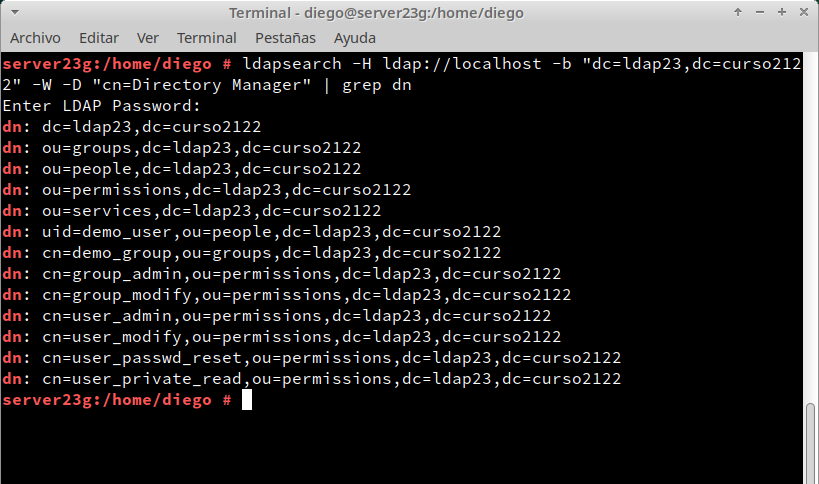 Terminal - diego@server23g:/home/diego
Archivo Editar Ver Terminal Pestañas Ayuda
server23g:/home/diego # ldapsearch -H ldap://localhost -b "dc=ldap23,dc=curso212
2" -W -D "cn=Directory Manager" | grep dn
Enter LDAP Password:
dn: dc=ldap23,dc=curso2122
dn: ou=groups,dc=ldap23,dc=curso2122
dn: ou=people,dc=ldap23,dc=curso2122
dn: ou=permissions,dc=ldap23,dc=curso2122
dn: ou=services,dc=ldap23,dc=curso2122
dn: uid=demo_user,ou=people,dc=ldap23,dc=curso2122
dn: cn=demo_group,ou=groups,dc=ldap23,dc=curso2122
dn: cn=group_admin,ou=permissions,dc=ldap23,dc=curso2122
dn: cn=group_modify,ou=permissions,dc=ldap23,dc=curso2122
dn: cn=user_admin,ou=permissions,dc=ldap23,dc=curso2122
dn: cn=user_modify,ou=permissions,dc=ldap23,dc=curso2122
dn: cn=user_passwd_reset,ou=permissions,dc=ldap23,dc=curso2122
dn: cn=user_private_read,ou=permissions,dc=ldap23,dc=curso2122
server23g:/home/diego #